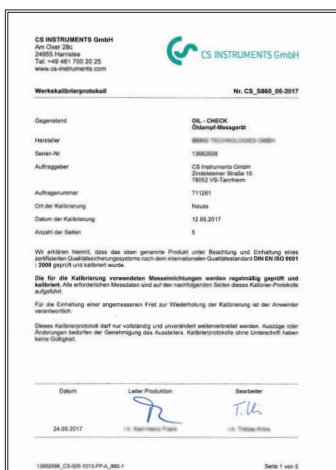 CS INSTRUMENTS GmbH
Am Oxer 28c
24955 Harrislee
Tel: +49 461 700 20 25
www.cs-instruments.com
CS INSTRUMENTS GmbH
Werkskalibrierprotokoll Nr. CS_S860_05-2017
Gegenstand OIL - CHECK
Öldampf-Messgerät
Hersteller
Serien-Nr. 13662698
Auftraggeber CS Instruments GmbH
Zindelsteiner Straße 15
78052 VS-Tannheim
Auftragsnummer 711261
Ort der Kalibrierung Neuss
Datum der Kalibrierung 12.05.2017
Anzahl der Seiten 5
Wir erklären hiermit, dass das oben genannte Produkt unter Beachtung und Einhaltung eines
zertifizierten Qualitätssicherungssystems nach dem internationalen Qualitätsstandard DIN EN ISO 9001
: 2008 geprüft und kalibriert wurde.
Die für die Kalibrierung verwendeten Messeinrichtungen werden regelmäßig geprüft und
kalibriert. Alle erforderlichen Messdaten sind auf den nachfolgenden Seiten dieses Kalibrier-Protokolls
aufgeführt.
Für die Einhaltung einer angemessenen Frist zur Wiederholung der Kalibrierung ist der Anwender
verantwortlich.
Dieses Kalibrierprotokoll darf nur vollständig und unverändert weiterverbreitet werden. Auszüge oder
Änderungen bedürfen der Genehmigung des Ausstellers. Kalibrierprotokolle ohne Unterschrift haben
keine Gültigkeit.
Datum Leiter Produktion Bearbeiter
24.05.2017
13662698_CS-505-1013-FP-A_860-1 Seite 1 von 5